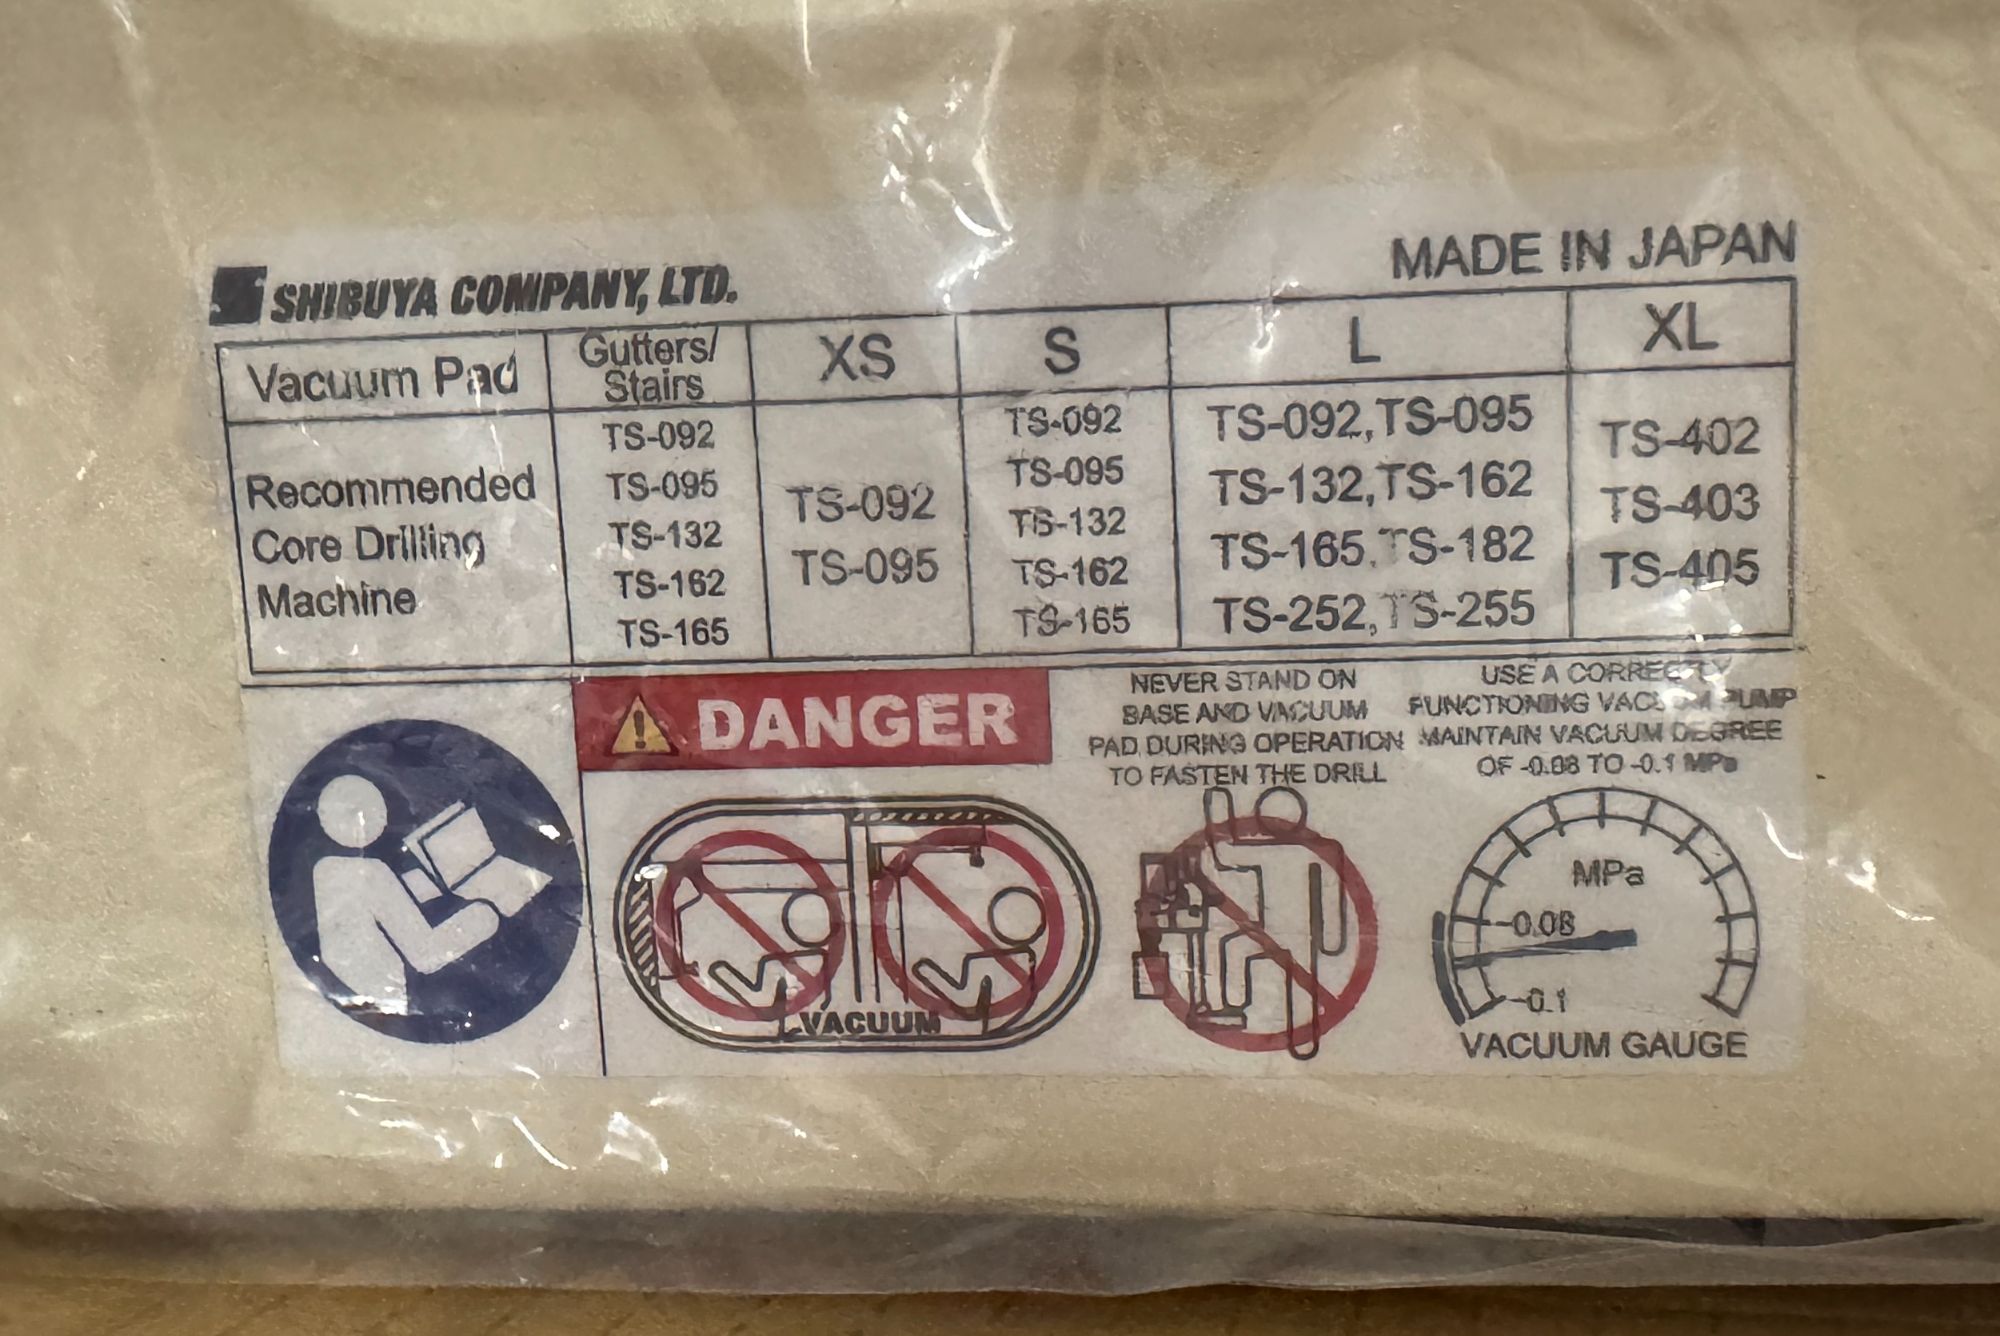 SHIBUYA COMPANY, LTD.
MADE IN JAPAN
Vacuum Pad
Gutters/
Stairs
XS
S
L
XL
Recommended
Core Drilling
Machine
TS-092
TS-095
TS-132
TS-162
TS-165
TS-092
TS-095
TS-092
TS-095
TS-132
TS-162
TS-165
TS-092,TS-095
TS-132,TS-162
TS-165,TS-182
TS-252,TS-255
TS-402
TS-403
TS-405
DANGER
NEVER STAND ON
BASE AND VACUUM
PAD DURING OPERATION
TO FASTEN THE DRILL
USE A CORRECTLY
FUNCTIONING VACUUM PUMP
MAINTAIN VACUUM DEGREE
OF -0.08 TO -0.1 MPa
VACUUM
MPa
-0.08
-0.1
VACUUM GAUGE